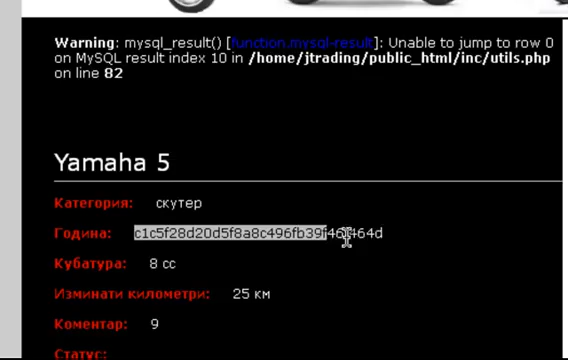 Warning: mysql_result() [function.mysql-result]: Unable to jump to row 0
on MySQL result index 10 in /home/jtrading/public_html/inc/utils.php
on line 82
Yamaha 5
Категория: скутер
Година:
Кубатура: 8 cc
Изминати километри: 25 км
Коментар: 9
Статус: